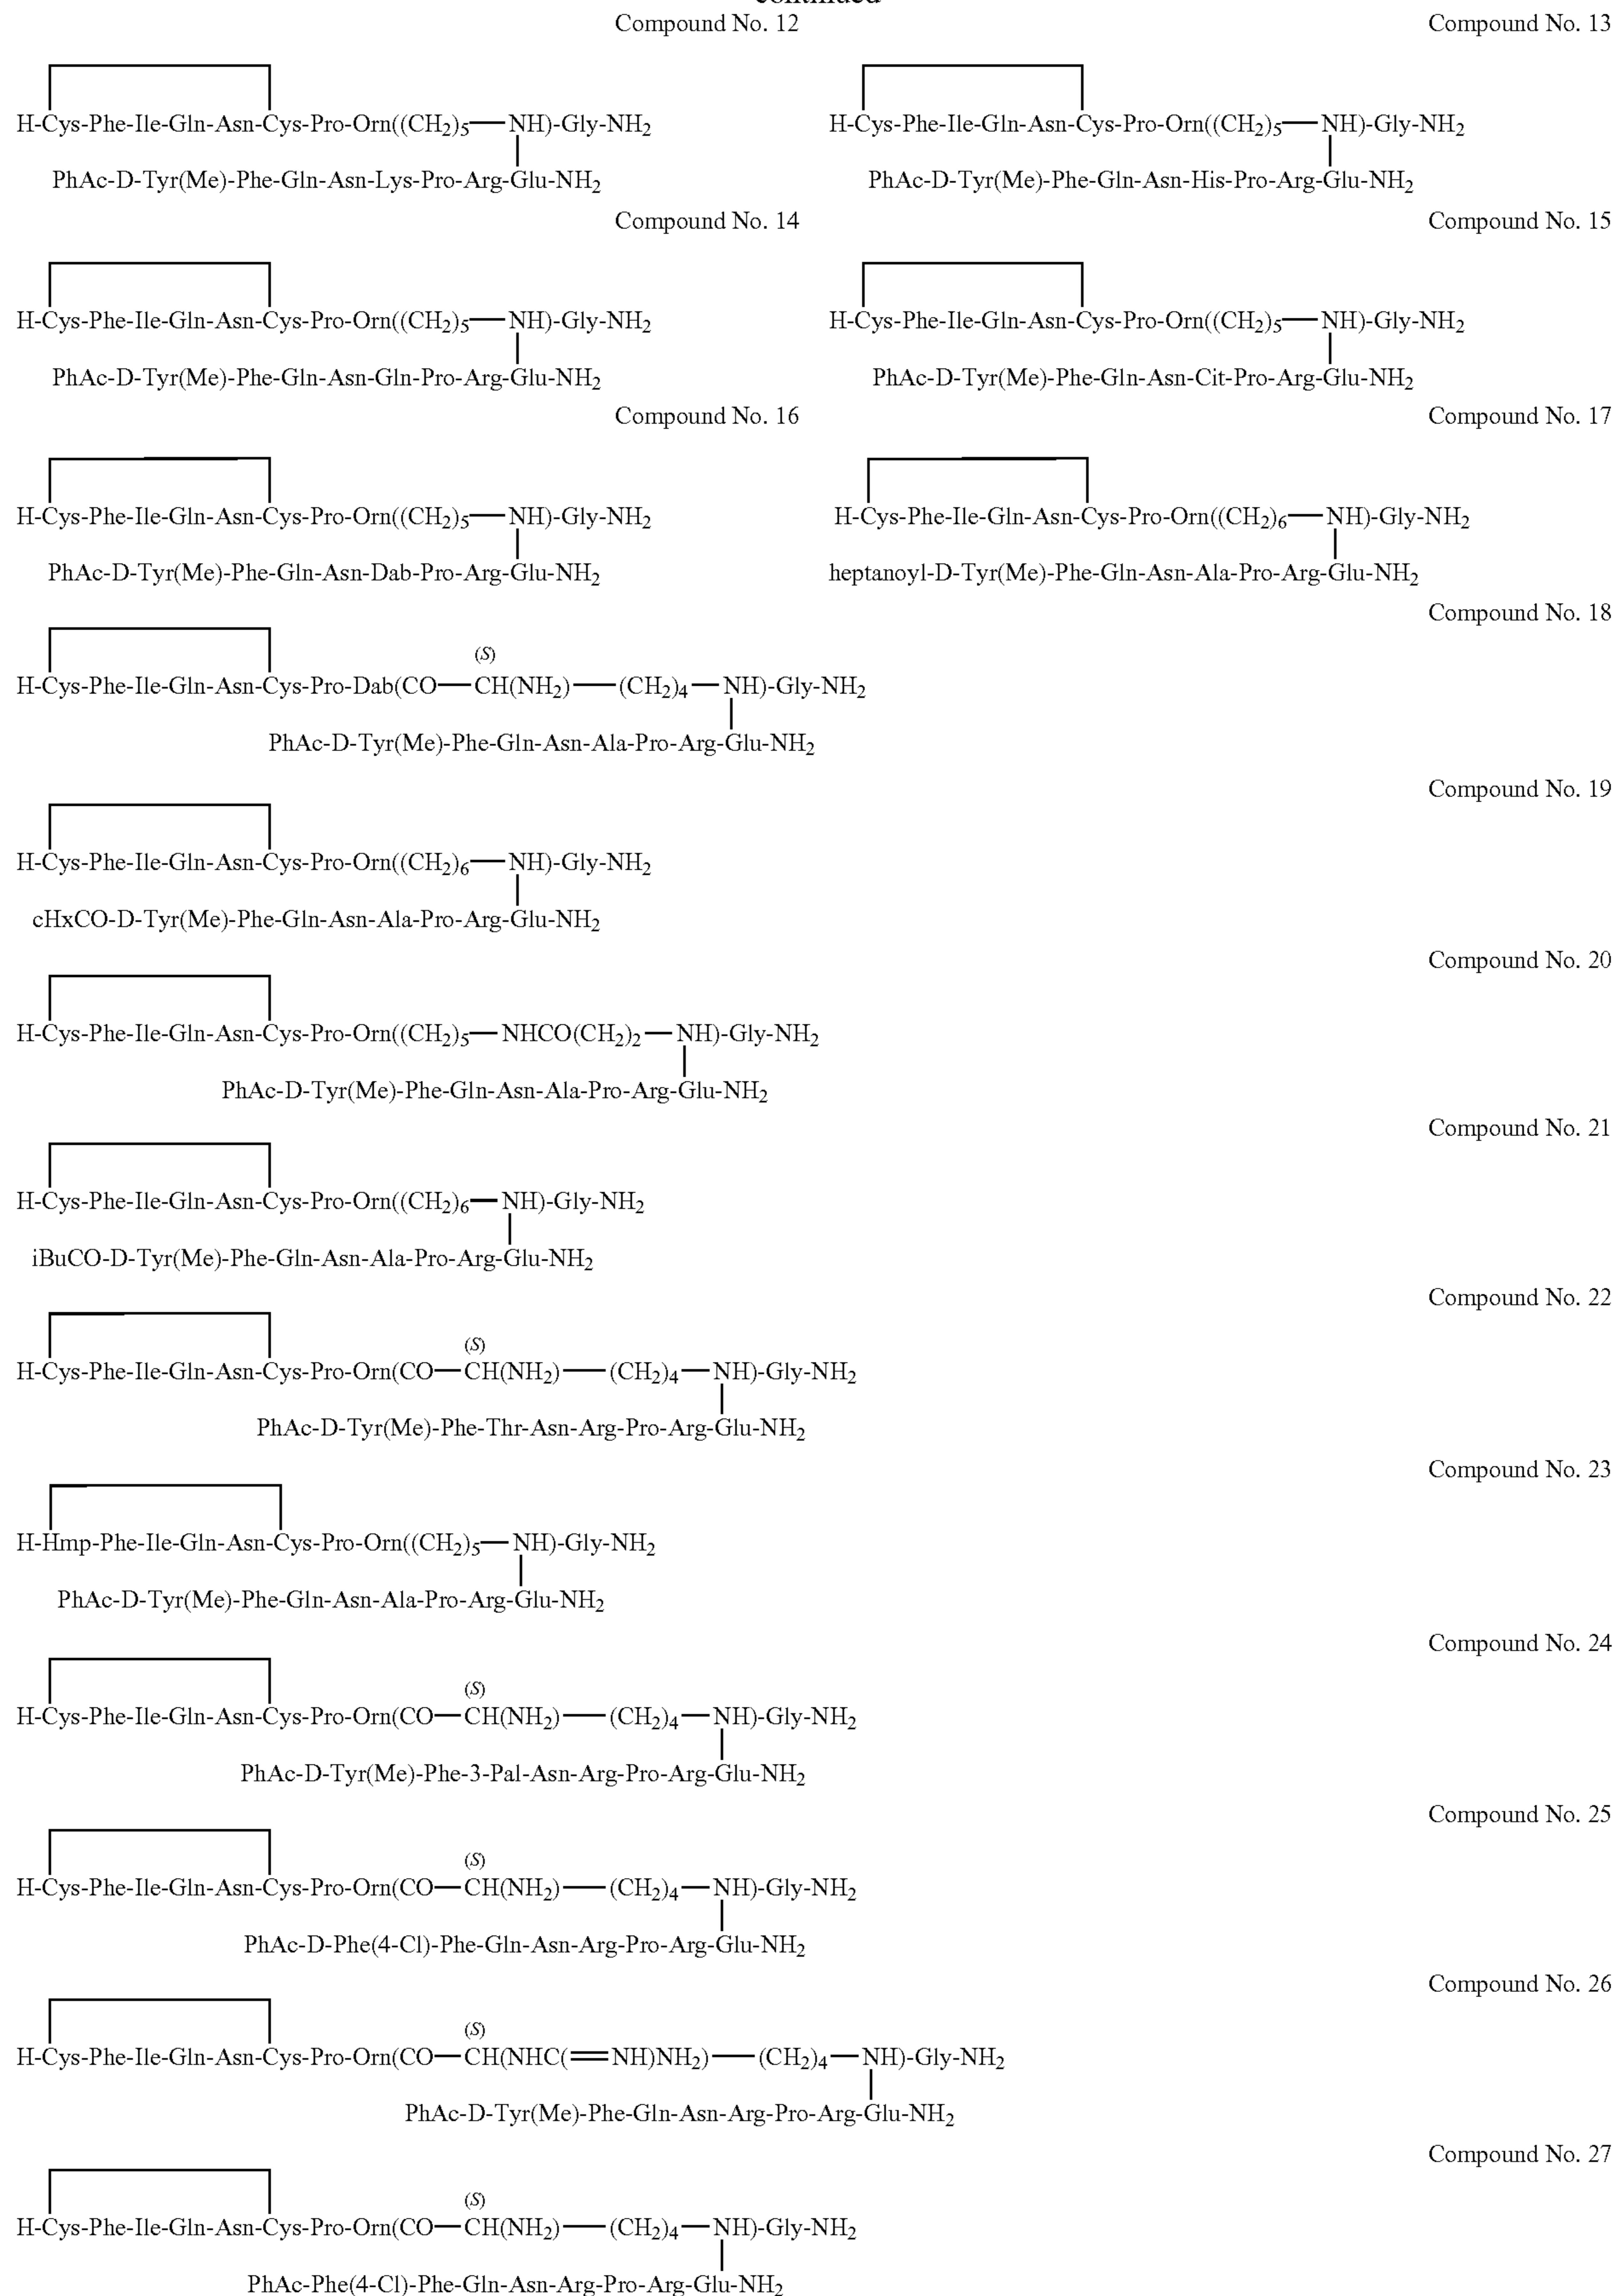 Compound No. 12
Compound No. 13
H-Cys-Phe-Ile-Gln-Asn-Cys-Pro-Orn((CH2)5—NH)-Gly-NH2
H-Cys-Phe-Ile-Gln-Asn-Cys-Pro-Orn((CH2)5—NH)-Gly-NH2
PhAc-D-Tyr(Me)-Phe-Gln-Asn-Lys-Pro-Arg-Glu-NH2
PhAc-D-Tyr(Me)-Phe-Gln-Asn-His-Pro-Arg-Glu-NH2
Compound No. 14
Compound No. 15
H-Cys-Phe-Ile-Gln-Asn-Cys-Pro-Orn((CH2)5—NH)-Gly-NH2
H-Cys-Phe-Ile-Gln-Asn-Cys-Pro-Orn((CH2)5—NH)-Gly-NH2
PhAc-D-Tyr(Me)-Phe-Gln-Asn-Gln-Pro-Arg-Glu-NH2
PhAc-D-Tyr(Me)-Phe-Gln-Asn-Cit-Pro-Arg-Glu-NH2
Compound No. 16
Compound No. 17
H-Cys-Phe-Ile-Gln-Asn-Cys-Pro-Orn((CH2)5—NH)-Gly-NH2
H-Cys-Phe-Ile-Gln-Asn-Cys-Pro-Orn((CH2)6—NH)-Gly-NH2
PhAc-D-Tyr(Me)-Phe-Gln-Asn-Dab-Pro-Arg-Glu-NH2
heptanoyl-D-Tyr(Me)-Phe-Gln-Asn-Ala-Pro-Arg-Glu-NH2
Compound No. 18
(S)
H-Cys-Phe-Ile-Gln-Asn-Cys-Pro-Dab(CO—CH(NH2)—(CH2)4—NH)-Gly-NH2
PhAc-D-Tyr(Me)-Phe-Gln-Asn-Ala-Pro-Arg-Glu-NH2
Compound No. 19
H-Cys-Phe-Ile-Gln-Asn-Cys-Pro-Orn((CH2)6—NH)-Gly-NH2
cHxCO-D-Tyr(Me)-Phe-Gln-Asn-Ala-Pro-Arg-Glu-NH2
Compound No. 20
H-Cys-Phe-Ile-Gln-Asn-Cys-Pro-Orn((CH2)5—NHCO(CH2)2—NH)-Gly-NH2
PhAc-D-Tyr(Me)-Phe-Gln-Asn-Ala-Pro-Arg-Glu-NH2
Compound No. 21
H-Cys-Phe-Ile-Gln-Asn-Cys-Pro-Orn((CH2)6—NH)-Gly-NH2
iBuCO-D-Tyr(Me)-Phe-Gln-Asn-Ala-Pro-Arg-Glu-NH2
Compound No. 22
(S)
H-Cys-Phe-Ile-Gln-Asn-Cys-Pro-Orn(CO—CH(NH2)—(CH2)4—NH)-Gly-NH2
PhAc-D-Tyr(Me)-Phe-Thr-Asn-Arg-Pro-Arg-Glu-NH2
Compound No. 23
H-Hmp-Phe-Ile-Gln-Asn-Cys-Pro-Orn((CH2)5—NH)-Gly-NH2
PhAc-D-Tyr(Me)-Phe-Gln-Asn-Ala-Pro-Arg-Glu-NH2
Compound No. 24
(S)
H-Cys-Phe-Ile-Gln-Asn-Cys-Pro-Orn(CO—CH(NH2)—(CH2)4—NH)-Gly-NH2
PhAc-D-Tyr(Me)-Phe-3-Pal-Asn-Arg-Pro-Arg-Glu-NH2
Compound No. 25
(S)
H-Cys-Phe-Ile-Gln-Asn-Cys-Pro-Orn(CO—CH(NH2)—(CH2)4—NH)-Gly-NH2
PhAc-D-Phe(4-Cl)-Phe-Gln-Asn-Arg-Pro-Arg-Glu-NH2
Compound No. 26
(S)
H-Cys-Phe-Ile-Gln-Asn-Cys-Pro-Orn(CO—CH(NHC(=NH)NH2)—(CH2)4—NH)-Gly-NH2
PhAc-D-Tyr(Me)-Phe-Gln-Asn-Arg-Pro-Arg-Glu-NH2
Compound No. 27
(S)
H-Cys-Phe-Ile-Gln-Asn-Cys-Pro-Orn(CO—CH(NH2)—(CH2)4—NH)-Gly-NH2
PhAc-Phe(4-Cl)-Phe-Gln-Asn-Arg-Pro-Arg-Glu-NH2